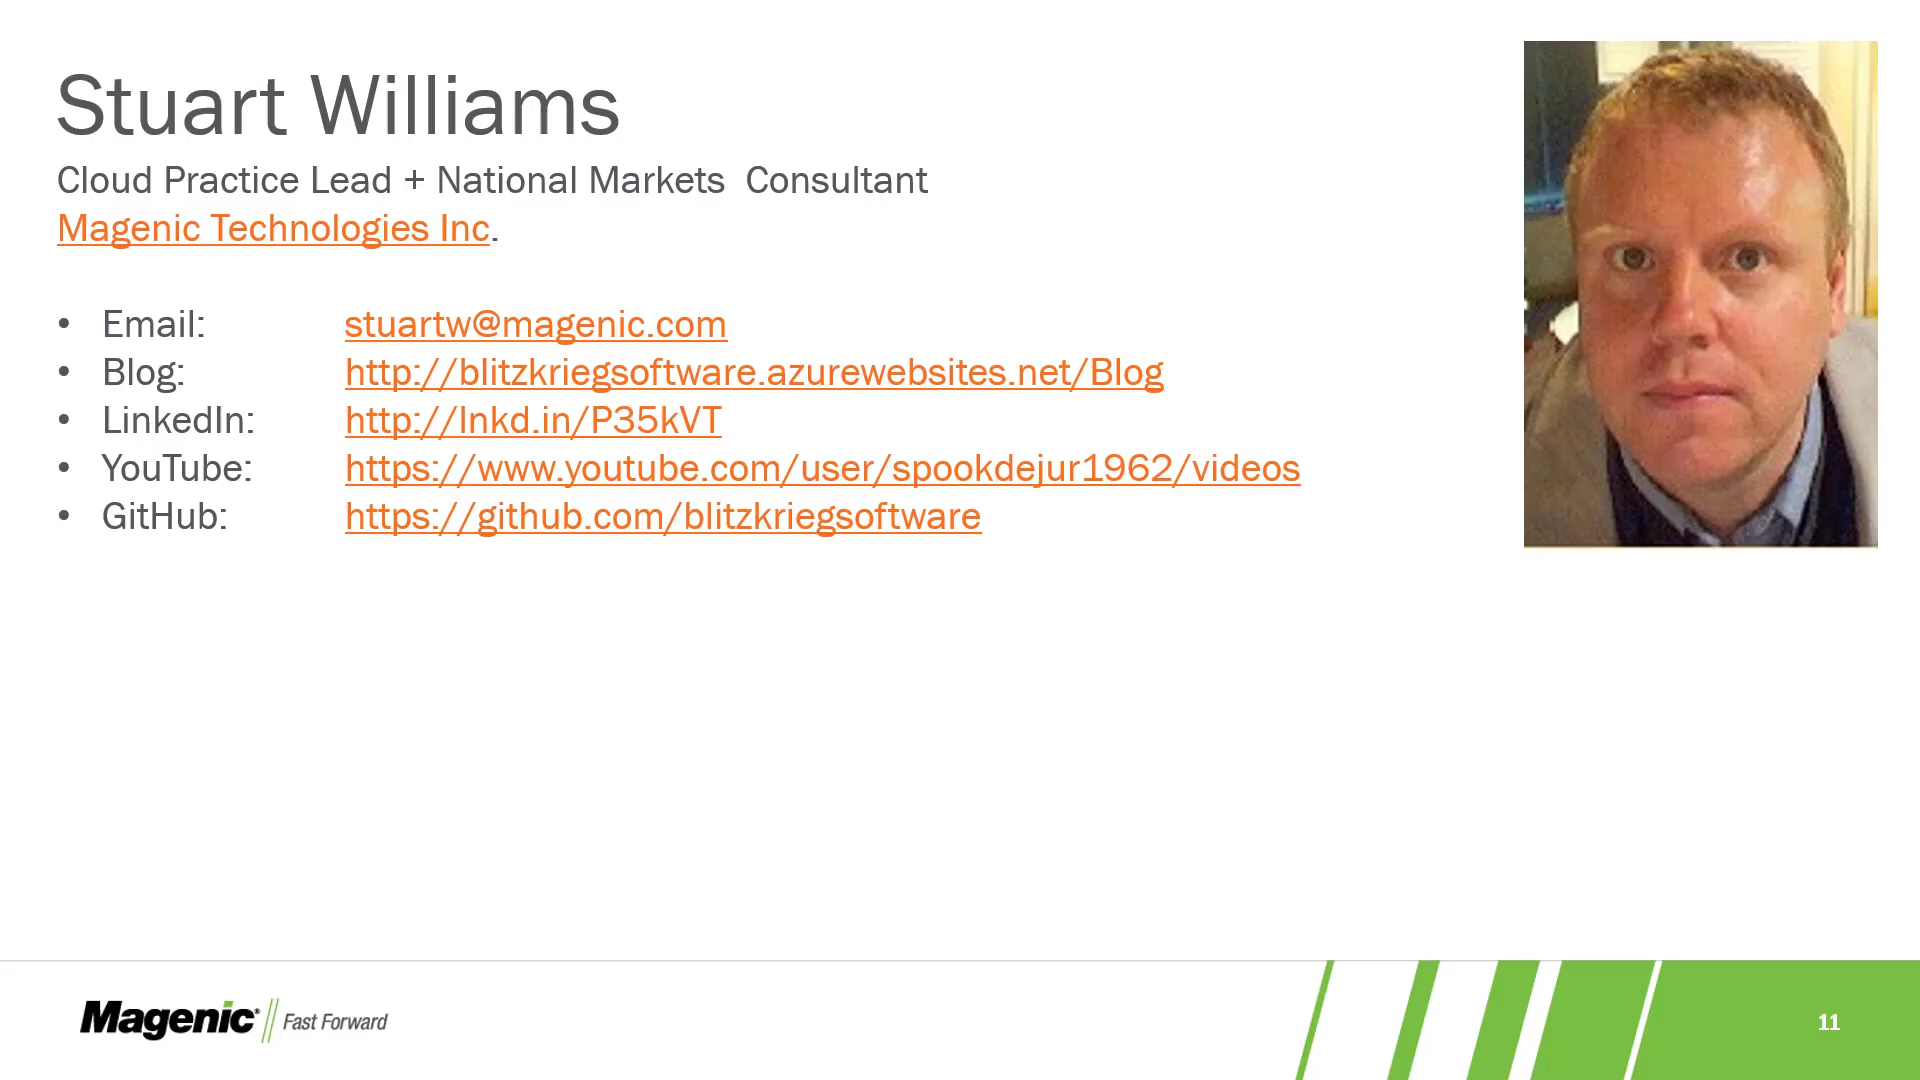 Stuart Williams
Cloud Practice Lead + National Markets  Consultant
Magenic Technologies Inc.
• Email: stuartw@magenic.com
• Blog: http://blitzkriegsoftware.azurewebsites.net/Blog
• LinkedIn: http://lnkd.in/P35kVT
• YouTube: https://www.youtube.com/user/spookdejur1962/videos
• GitHub: https://github.com/blitzkriegsoftware
Magenic® Fast Forward
11